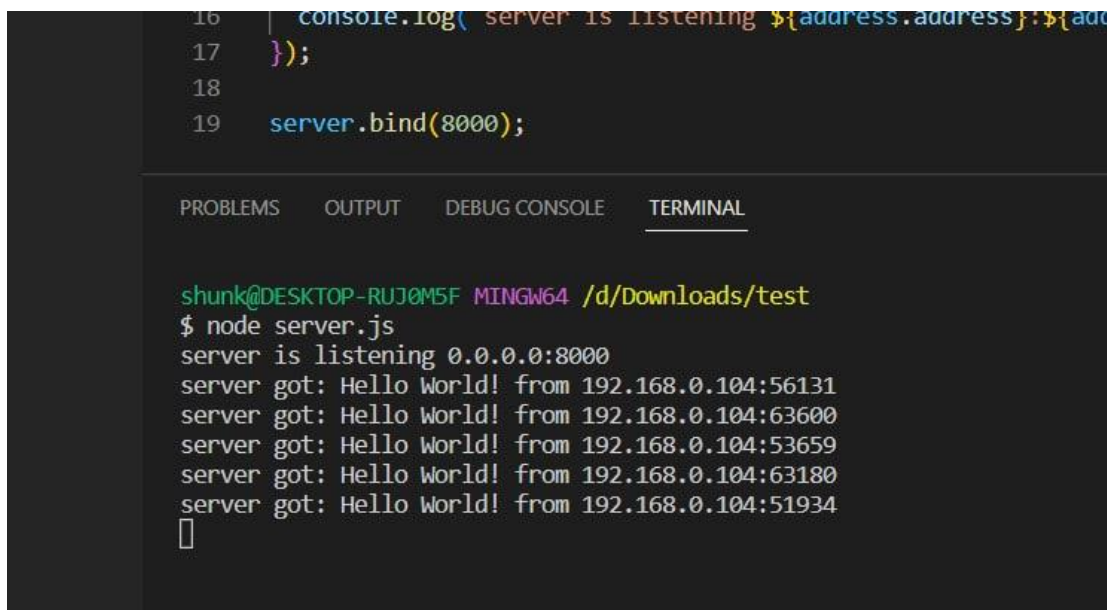 16 console.log( server is listening ${address.address}:${add
17 });
18
19 server.bind(8000);
PROBLEMS OUTPUT DEBUG CONSOLE TERMINAL
shunk@DESKTOP-RUJ0M5F MINGW64 /d/Downloads/test
$ node server.js
server is listening 0.0.0.0:8000
server got: Hello World! from 192.168.0.104:56131
server got: Hello World! from 192.168.0.104:63600
server got: Hello World! from 192.168.0.104:53659
server got: Hello World! from 192.168.0.104:63180
server got: Hello World! from 192.168.0.104:51934